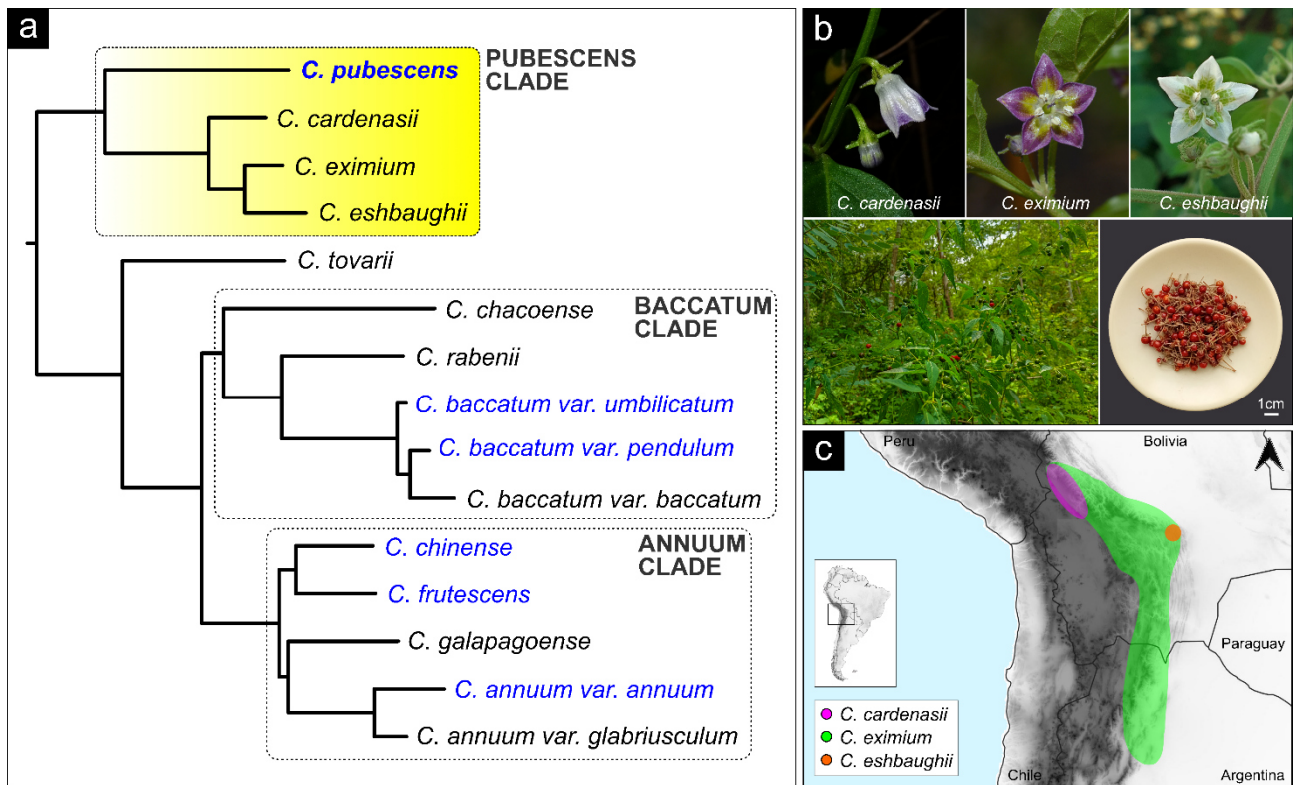 a
PUBESCENS
CLADE
C. pubescens
C. cardenasii
C. eximium
C. eshbaughii
C. tovarii
BACCATUM
CLADE
C. chacoense
C. rabenii
C. baccatum var. umbilicatum
C. baccatum var. pendulum
C. baccatum var. baccatum
ANNUUM
CLADE
C. chinense
C. frutescens
C. galapagoense
C. annuum var. annuum
C. annuum var. glabriusculum
b
C. cardenasii
C. eximium
C. eshbaughii
1cm
c
Peru
Bolivia
Paraguay
C. cardenasii
C. eximium
C. eshbaughii
Chile
Argentina